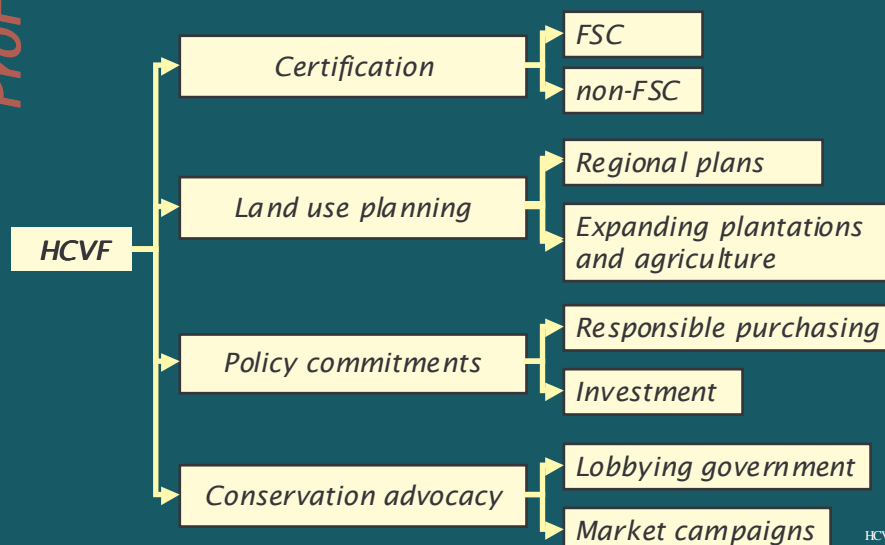 HCVF
Certification
FSC
non-FSC
Land use planning
Regional plans
Expanding plantations
and agriculture
Policy commitments
Responsible purchasing
Investment
Conservation advocacy
Lobbying government
Market campaigns